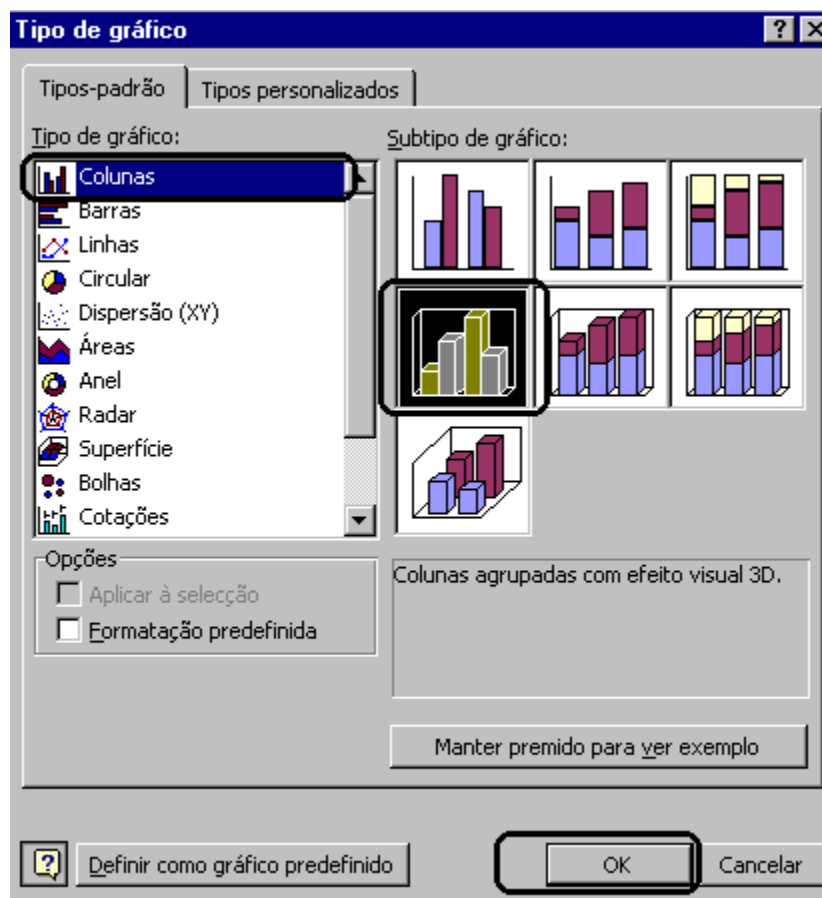 Tipo de gráfico
Tipos-padrão
Tipos personalizados
Tipo de gráfico:
Subtipo de gráfico:
Colunas
Barras
Linhas
Circular
Dispersão (XY)
Áreas
Anel
Radar
Superfície
Bolhas
Cotações
Opções
Aplicar à selecção
Formatação predefinida
Colunas agrupadas com efeito visual 3D.
Manter premido para ver exemplo
Definir como gráfico predefinido
OK
Cancelar